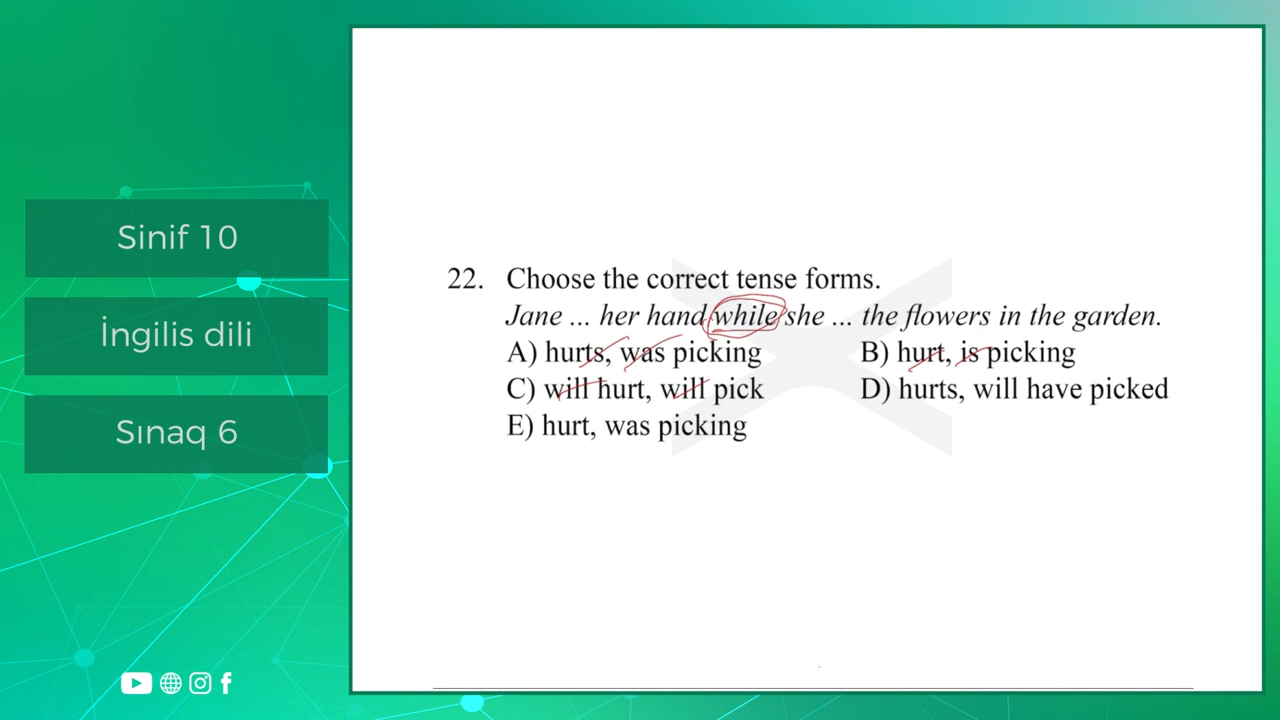 Sinif 10
İngilis dili
Sınaq 6
22. Choose the correct tense forms.
Jane ... her hand while she ... the flowers in the garden.
A) hurts, was picking B) hurt, is picking
C) will hurt, will pick D) hurts, will have picked
E) hurt, was picking